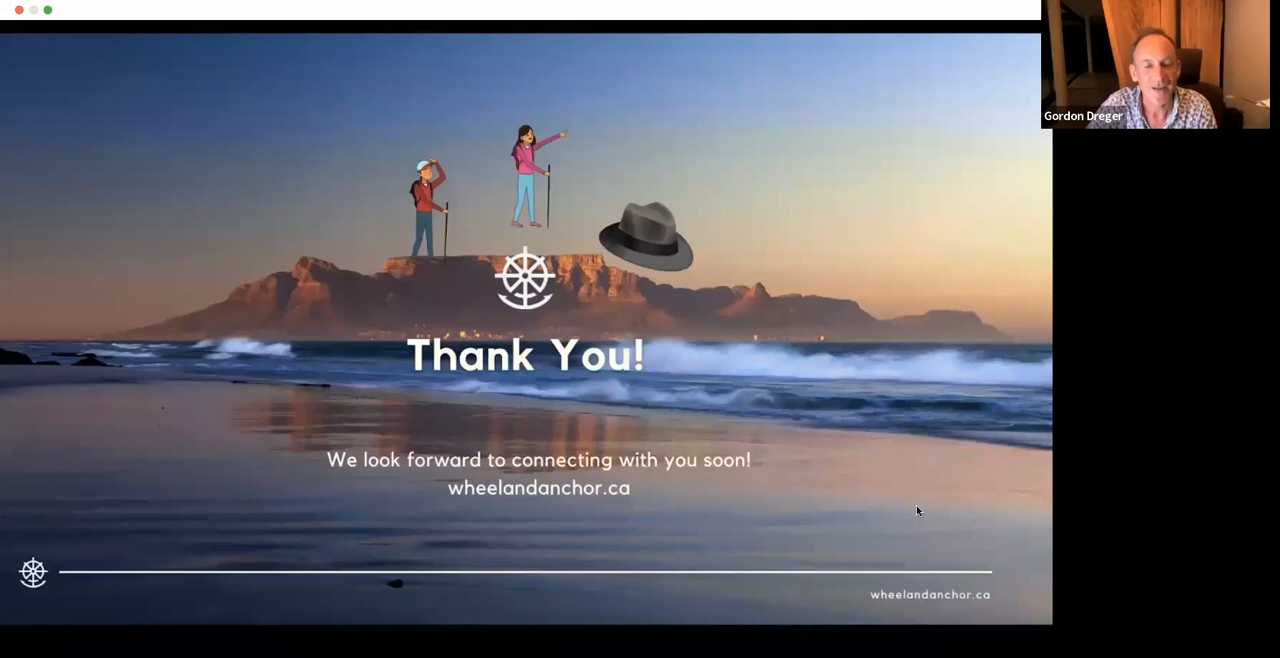 Gordon Dreger
Thank You!
We look forward to connecting with you soon!
wheelandanchor.ca
wheelandanchor.ca